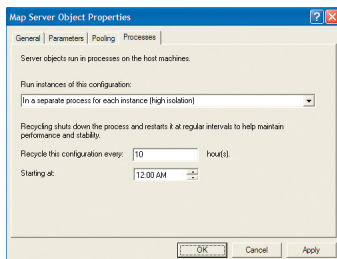 Map Server Object Properties
General Parameters Pooling Processes
Server objects run in processes on the host machines.
Run instances of this configuration:
In a separate process for each instance (high isolation)
Recycling shuts down the process and restarts it at regular intervals to help maintain
performance and stability.
Recycle this configuration every: 10 hour(s).
Starting at: 12:00 AM
OK Cancel Apply